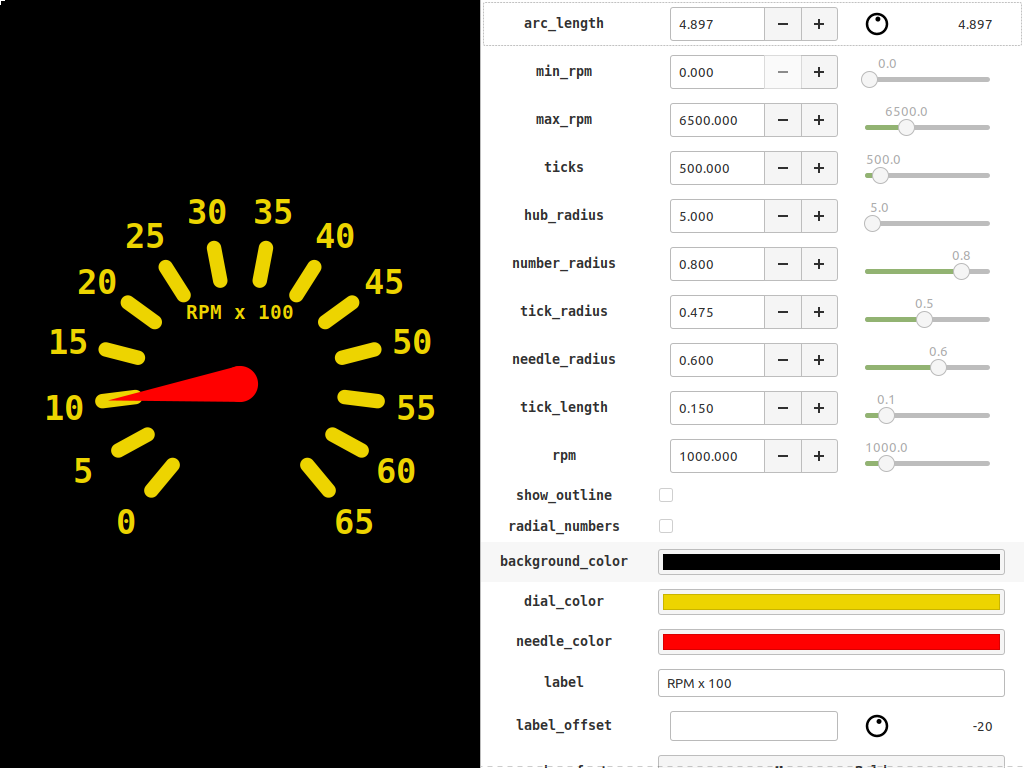 30 35
25 40
20 45
RPM x 100
15 50
10 55
5 60
0 65
arc_length 4.897 − + 4.897
min_rpm 0.000 − + 0.0
max_rpm 6500.000 − + 6500.0
ticks 500.000 − + 500.0
hub_radius 5.000 − + 5.0
number_radius 0.800 − + 0.8
tick_radius 0.475 − + 0.5
needle_radius 0.600 − + 0.6
tick_length 0.150 − + 0.1
rpm 1000.000 − + 1000.0
show_outline
radial_numbers
background_color
dial_color
needle_color
label RPM x 100
label_offset -20